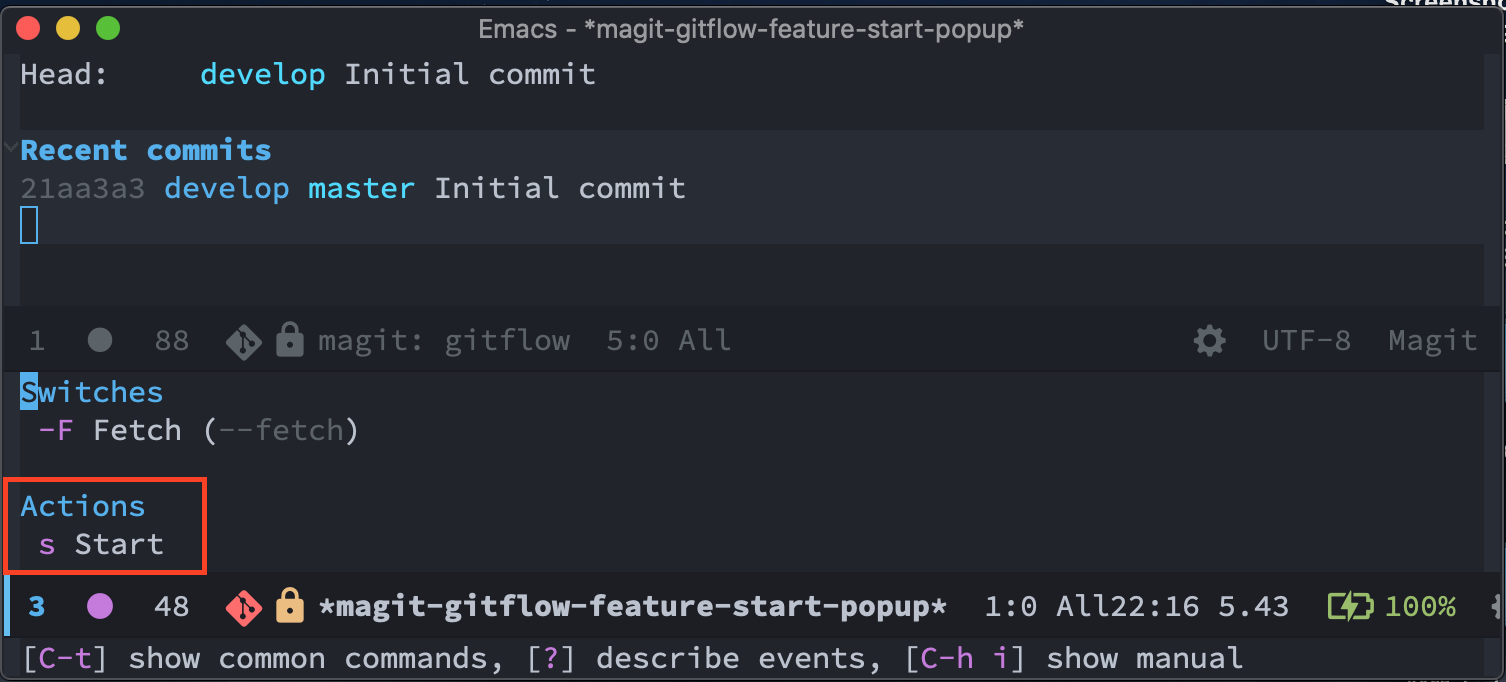 Screensho
Emacs - *magit-gitflow-feature-start-popup*
Head: develop Initial commit
Recent commits
21aa3a3 develop master Initial commit
1 88 magit: gitflow 5:0 All UTF-8 Magit
Switches
-F Fetch (--fetch)
Actions
s Start
3 48 *magit-gitflow-feature-start-popup* 1:0 All22:16 5.43 100%
[C-t] show common commands, [?] describe events, [C-h i] show manual